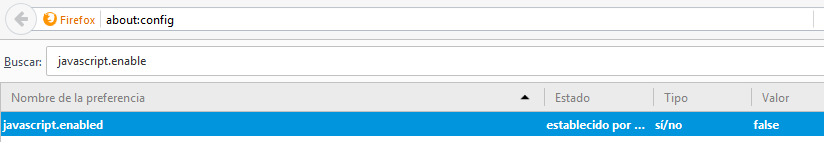 Firefox about:config
Buscar: javascript.enable
Nombre de la preferencia Estado Tipo Valor
javascript.enabled establecido por ... sí/no false